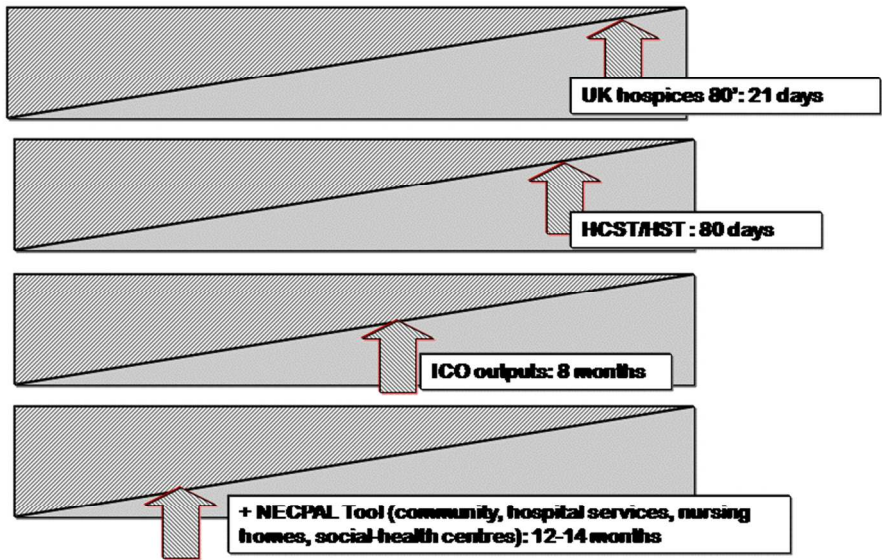 UK hospices 80': 21 days
HCST/HST : 80 days
ICO outputs: 8 months
+ NECPAL Tool (community, hospital services, nursing
homes, social-health centres): 12-14 months